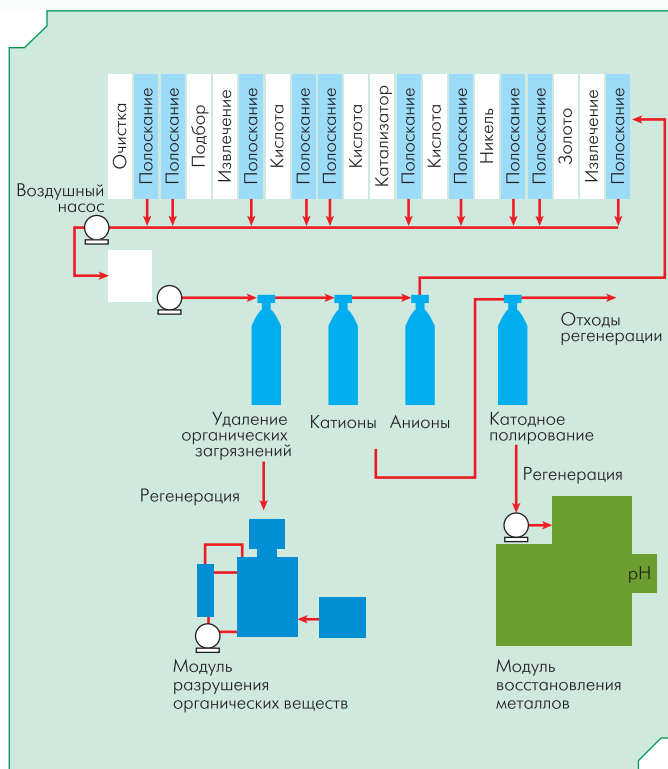 Очистка
Полоскание
Полоскание
Подбор
Извлечение
Полоскание
Кислота
Полоскание
Полоскание
Кислота
Катализатор
Полоскание
Кислота
Полоскание
Никель
Полоскание
Полоскание
Золото
Извлечение
Полоскание
Воздушный
насос
Отходы
регенерации
Удаление
органических
загрязнений
Катионы
Анионы
Катодное
полирование
Регенерация
Регенерация
pH
Модуль
разрушения
органических веществ
Модуль
восстановления
металлов